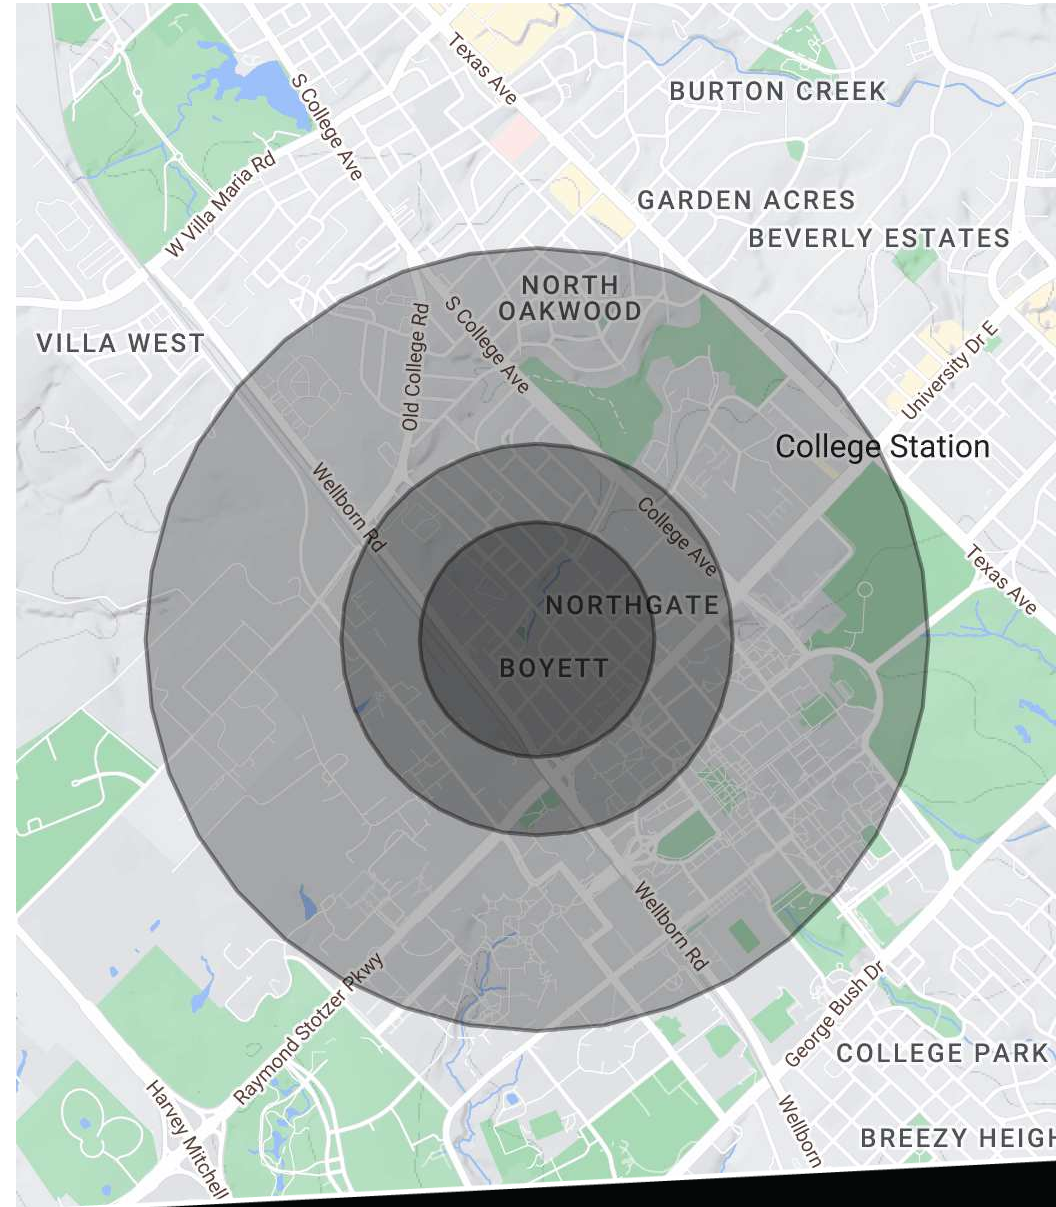 Texas Ave
S College Ave
BURTON CREEK
W Villa Maria Rd
GARDEN ACRES
BEVERLY ESTATES
NORTH
OAKWOOD
VILLA WEST
Old College Rd
S College Ave
University Dr E
College Station
Wellborn Rd
College Ave
Texas Ave
NORTHGATE
BOYETT
Wellborn Rd
Raymond Stotzer Pkwy
George Bush Dr
COLLEGE PARK
Harvey Mitchell
Wellborn
BREEZY HEIGH